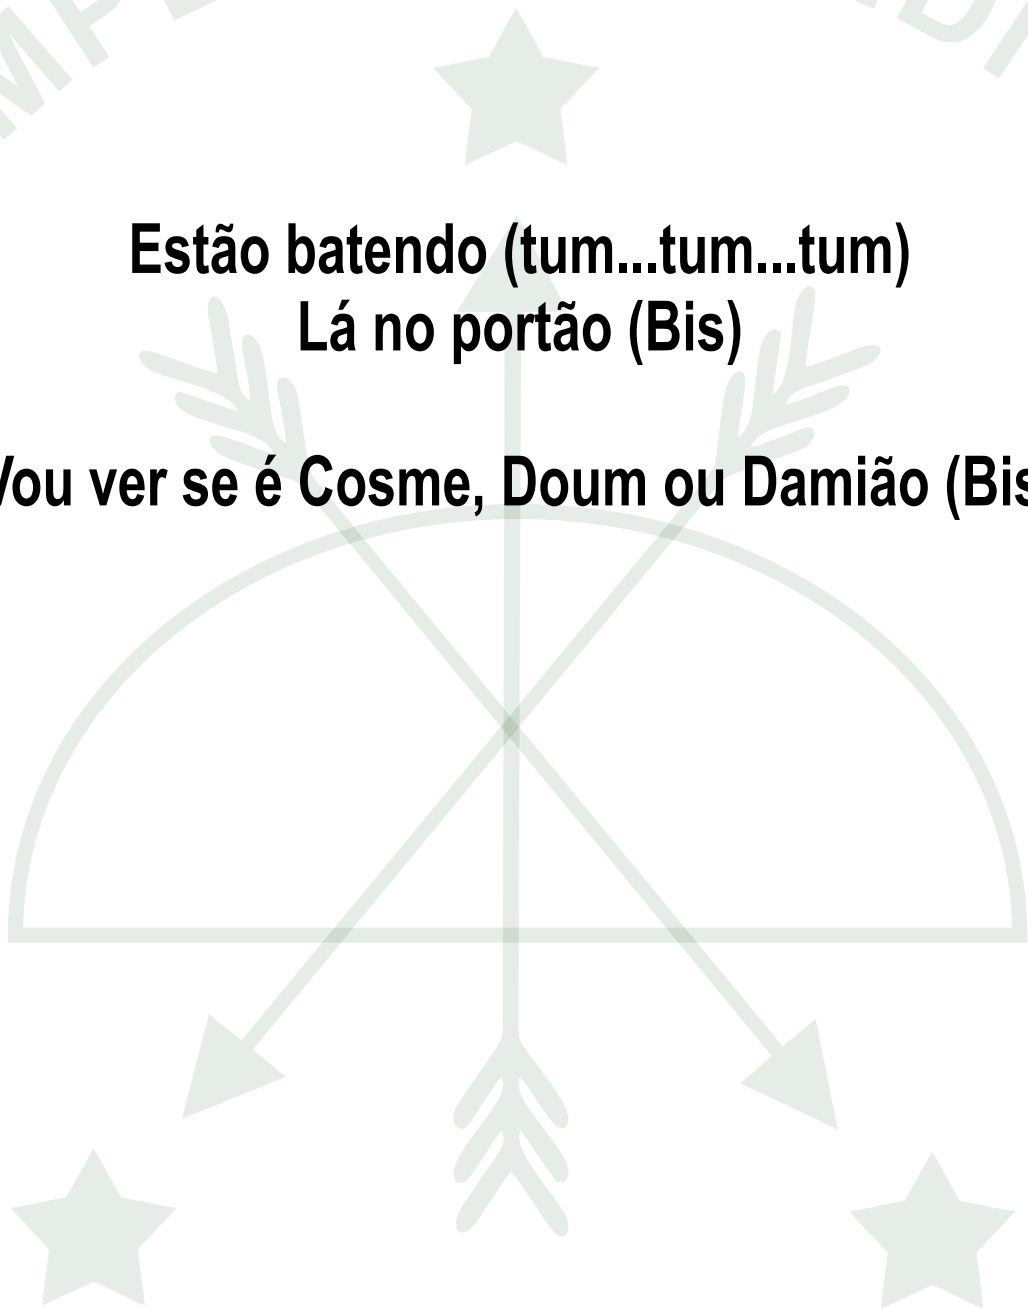 Estão batendo (tum...tum...tum)
Lá no portão (Bis)
Vou ver se é Cosme, Doum ou Damião (Bis